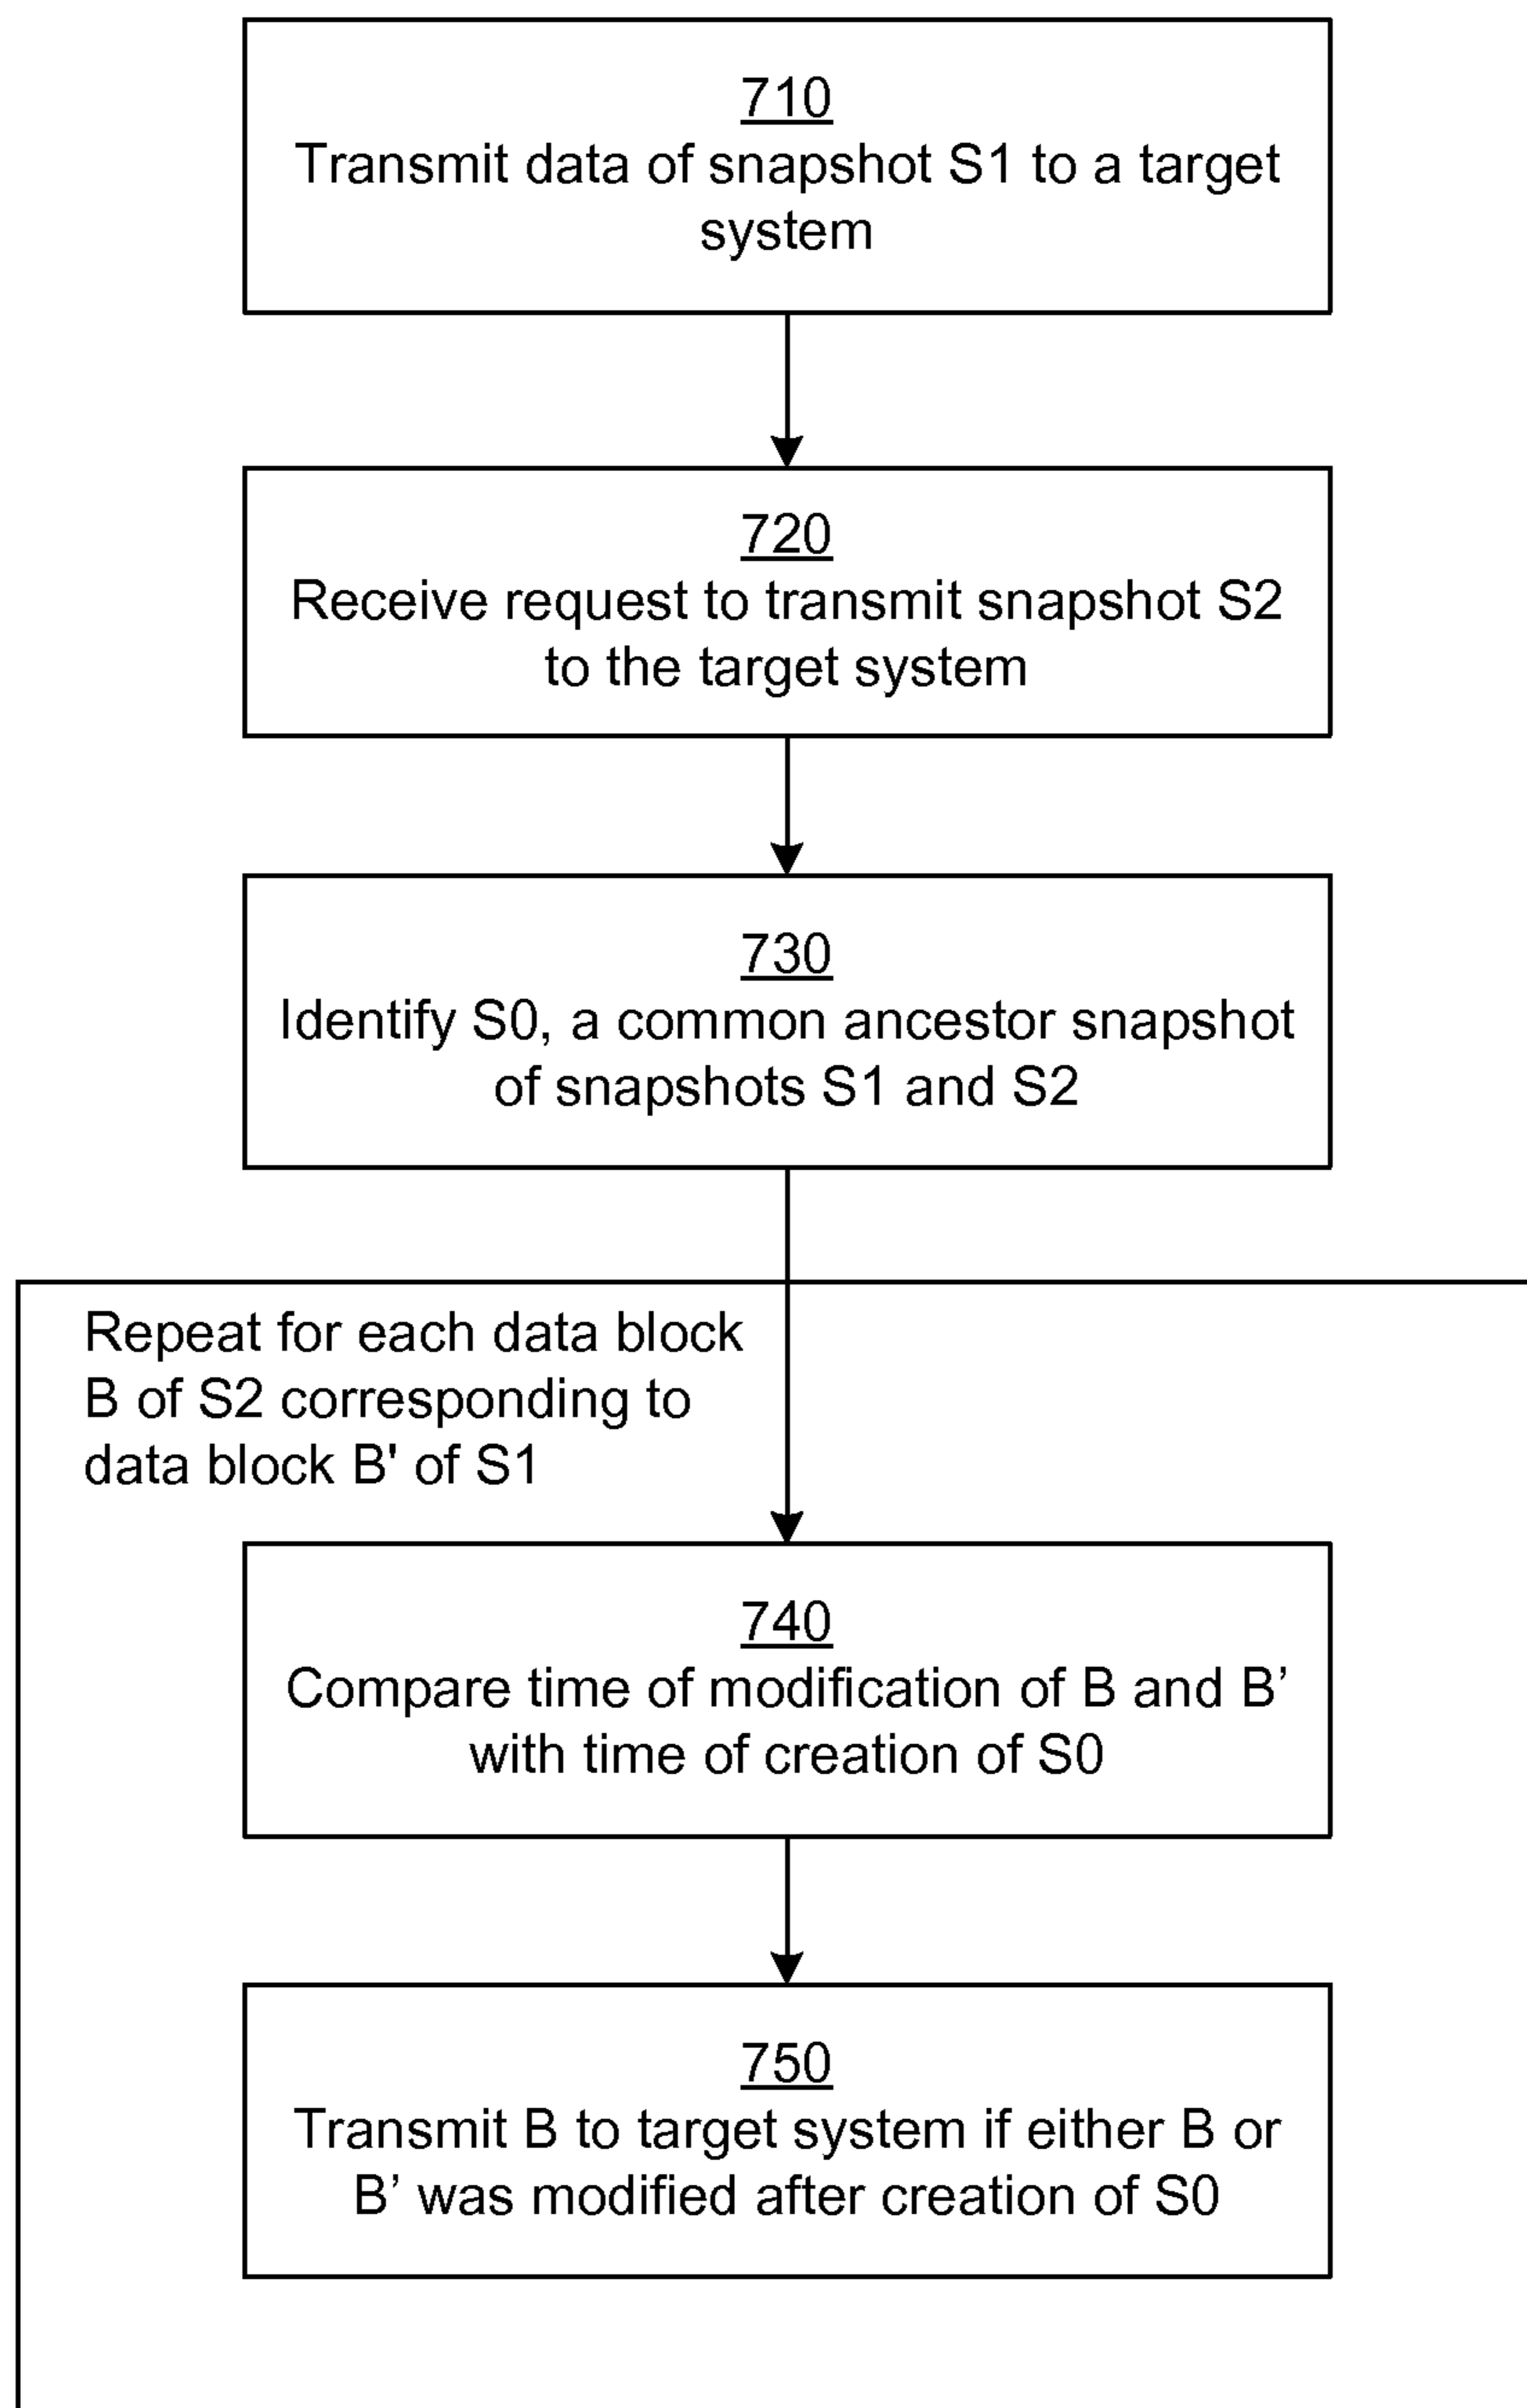 710
Transmit data of snapshot S1 to a target
system
720
Receive request to transmit snapshot S2
to the target system
730
Identify S0, a common ancestor snapshot
of snapshots S1 and S2
Repeat for each data block
B of S2 corresponding to
data block B' of S1
740
Compare time of modification of B and B’
with time of creation of S0
750
Transmit B to target system if either B or
B’ was modified after creation of S0